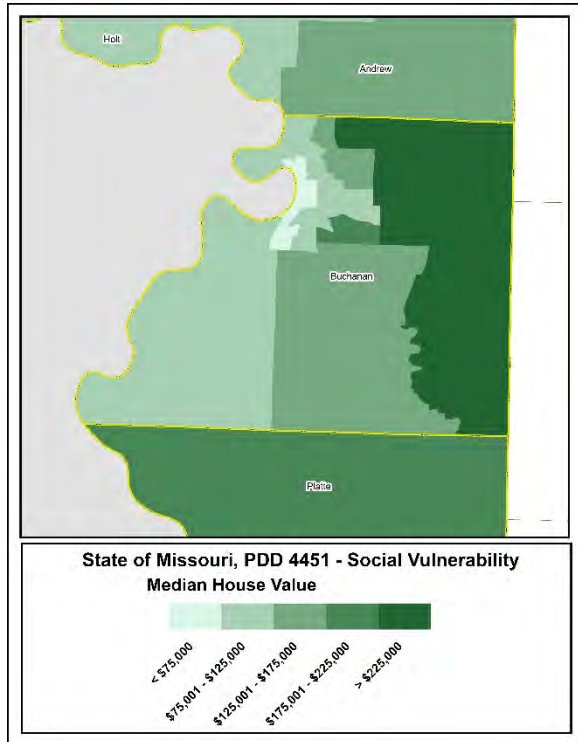 Holt
Andrew
Buchanan
Platte
State of Missouri, PDD 4451 - Social Vulnerability
Median House Value
< $75,000
$75,001 - $125,000
$125,001 - $175,000
$175,001 - $225,000
> $225,000